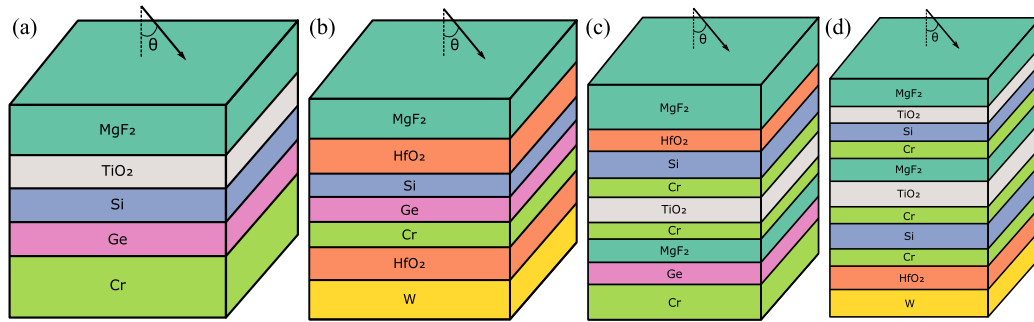 (a)
θ
MgF₂
TiO₂
Si
Ge
Cr
(b)
θ
MgF₂
HfO₂
Si
Ge
Cr
HfO₂
W
(c)
θ
MgF₂
HfO₂
Si
Cr
TiO₂
Cr
MgF₂
Ge
Cr
(d)
θ
MgF₂
TiO₂
Si
Cr
MgF₂
TiO₂
Cr
Si
Cr
HfO₂
W